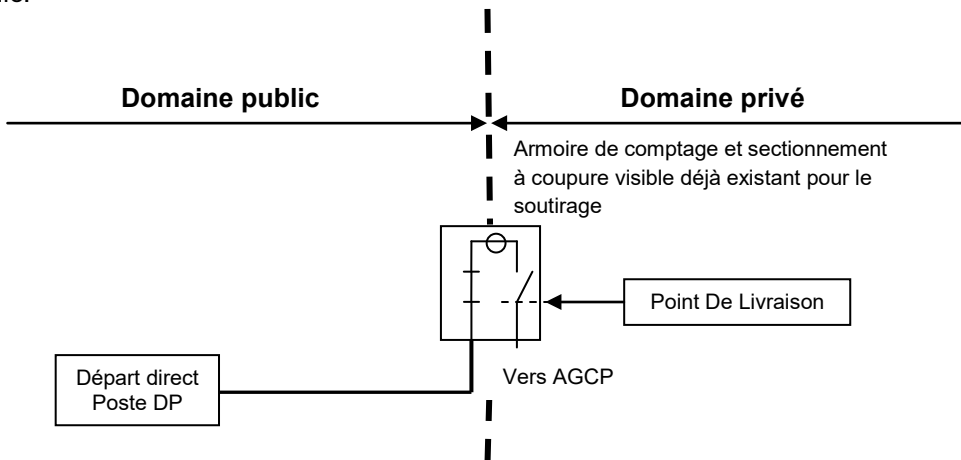 Domaine public
Domaine privé
Armoire de comptage et sectionnement
à coupure visible déjà existant pour le
soutirage
Point De Livraison
Départ direct
Poste DP
Vers AGCP